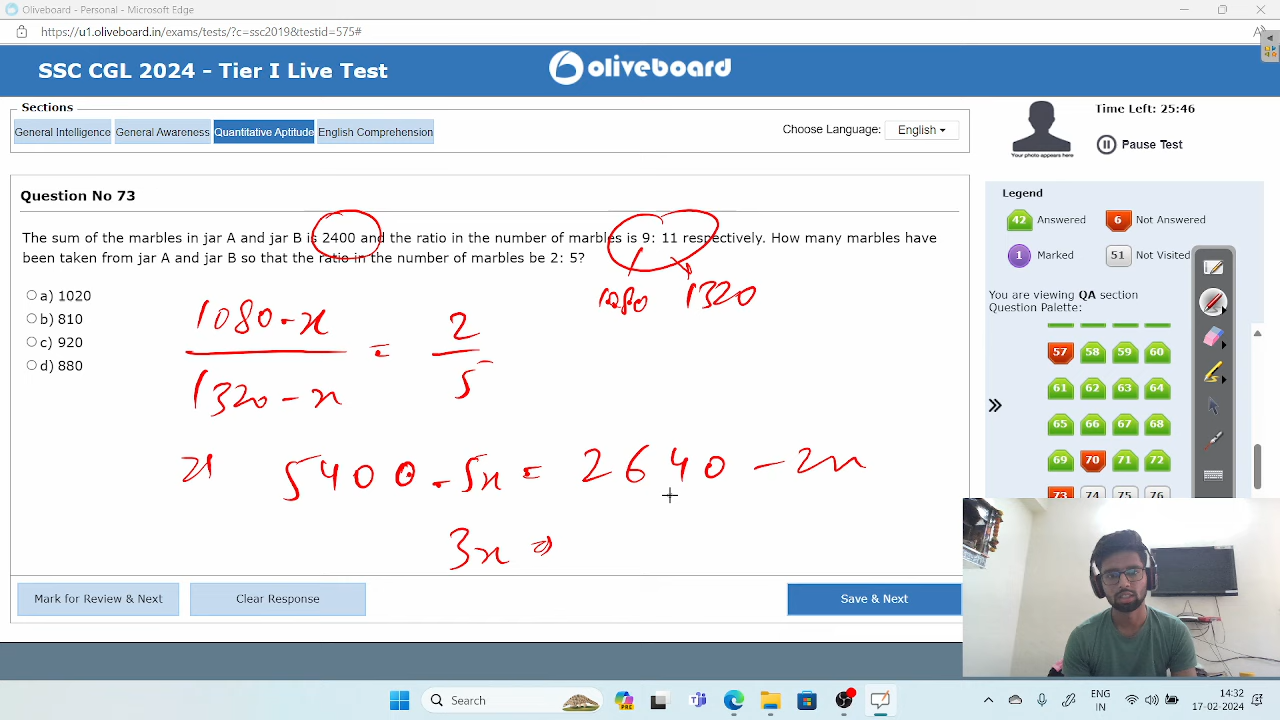 Oliveboard - Personal - Microsoft Edge
https://u1.oliveboard.in/exams/tests/?c=ssc2019&testid=575#
SSC CGL 2024 - Tier I Live Test
oliveboard
Sections
General Intelligence General Awareness Quantitative Aptitude English Comprehension
Choose Language: English
Your photo appears here
Time Left: 25:46
Pause Test
Question No 73
The sum of the marbles in jar A and jar B is 2400 and the ratio in the number of marbles is 9: 11 respectively. How many marbles have
been taken from jar A and jar B so that the ratio in the number of marbles be 2: 5?
1080 1320
a) 1020
b) 810
c) 920
d) 880
1080 - x
1320 - x
=
2
5
5400 - 5x = 2640 - 2x
3x =
Legend
42 Answered 6 Not Answered
1 Marked 51 Not Visited
You are viewing QA section
Question Palette:
57 58 59 60
61 62 63 64
65 66 67 68
69 70 71 72
73 74 75 76
Mark for Review & Next Clear Response Save & Next
Search
PRE
ENG
IN
14:32
17-02-2024